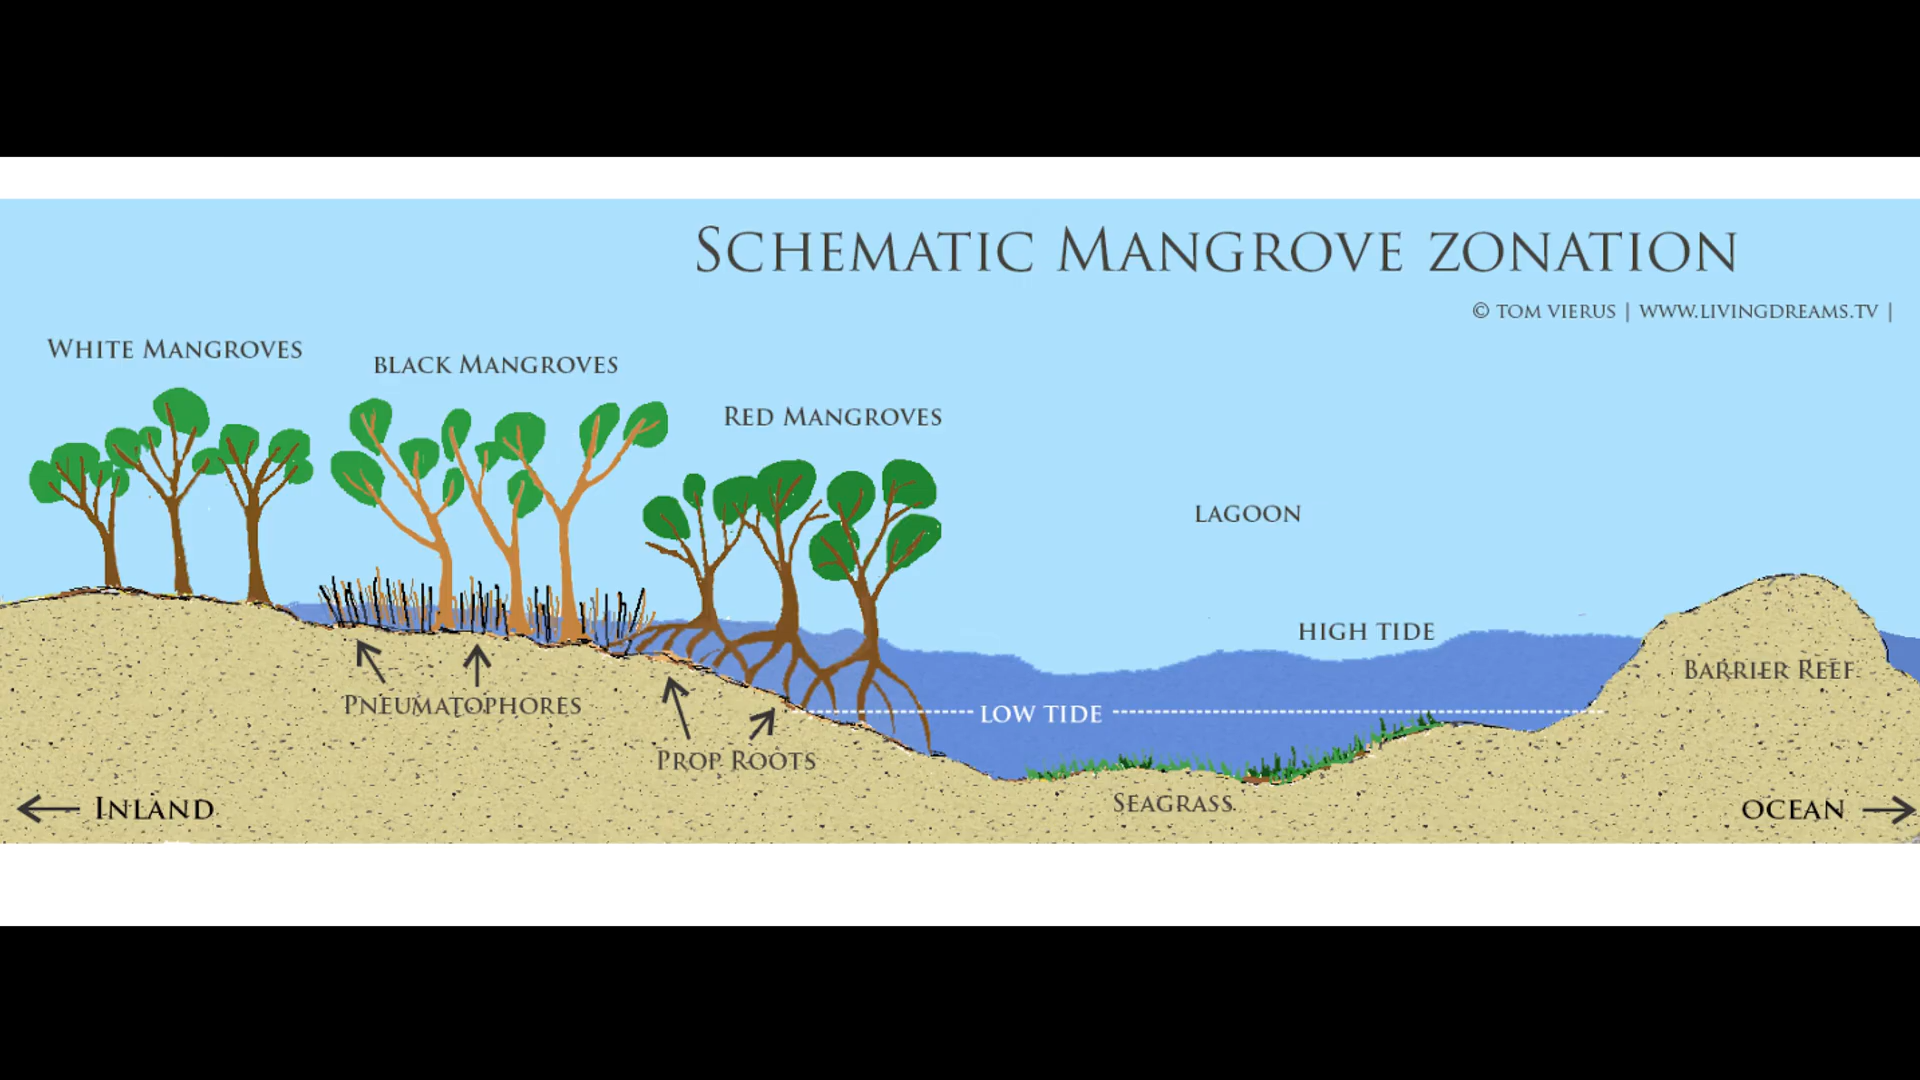 Schematic Mangrove zonation
© Tom Vierus | www.livingdreams.tv |
White Mangroves
black Mangroves
Red Mangroves
lagoon
high tide
Barrier Reef
Pneumatophores
low tide
Prop Roots
Seagrass
Inland
ocean